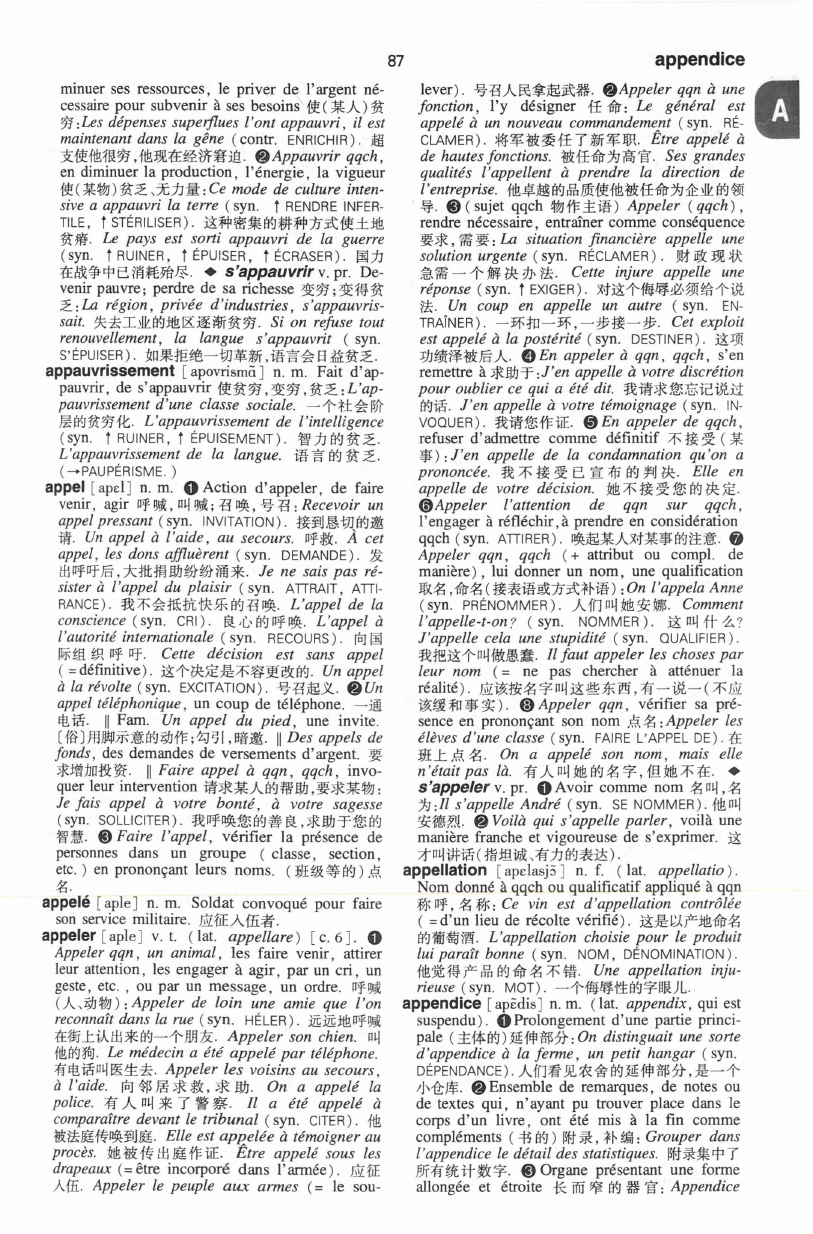 87
appendice
A
minuer ses ressources, le priver de l'argent né-
cessaire pour subvenir à ses besoins 使(某人)贫
穷:Les dépenses superflues l'ont appauvri, il est
maintenant dans la gêne (contr. ENRICHIR). 超
支使他很穷,他现在经济窘迫. ❷Appauvrir qqch,
en diminuer la production, l'énergie, la vigueur
使(某物)贫乏、无力量:Ce mode de culture inten-
sive a appauvri la terre (syn. ↑ RENDRE INFER-
TILE, ↑ STÉRILISER). 这种密集的耕种方式使土地
贫瘠. Le pays est sorti appauvri de la guerre
(syn. ↑ RUINER, ↑ ÉPUISER, ↑ ÉCRASER). 国力
在战争中已消耗殆尽. ◆ s'appauvrir v. pr. De-
venir pauvre; perdre de sa richesse 变穷;变得贫
乏:La région, privée d'industries, s'appauvris-
sait. 失去工业的地区逐渐贫穷. Si on refuse tout
renouvellement, la langue s'appauvrit ( syn.
S'ÉPUISER). 如果拒绝一切革新,语言会日益贫乏.
appauvrissement [apovrismã] n. m. Fait d'ap-
pauvrir, de s'appauvrir 使贫穷,变穷,贫乏:L'ap-
pauvrissement d'une classe sociale. 一个社会阶
层的贫穷化. L'appauvrissement de l'intelligence
(syn. ↑ RUINER, ↑ ÉPUISEMENT). 智力的贫乏.
L'appauvrissement de la langue. 语言的贫乏.
(→PAUPÉRISME.)
appel [apɛl] n. m. ❶ Action d'appeler, de faire
venir, agir 呼喊,叫喊;召唤,号召:Recevoir un
appel pressant (syn. INVITATION). 接到恳切的邀
请. Un appel à l'aide, au secours. 呼救. À cet
appel, les dons affluèrent (syn. DEMANDE). 发
出呼吁后,大批捐助纷纷涌来. Je ne sais pas ré-
sister à l'appel du plaisir (syn. ATTRAIT, ATTI-
RANCE). 我不会抵抗快乐的召唤. L'appel de la
conscience (syn. CRI). 良心的呼唤. L'appel à
l'autorité internationale ( syn. RECOURS). 向国
际组织呼吁. Cette décision est sans appel
( =définitive). 这个决定是不容更改的. Un appel
à la révolte (syn. EXCITATION). 号召起义. ❷Un
appel téléphonique, un coup de téléphone. 一通
电话. ‖ Fam. Un appel du pied, une invite.
〔俗〕用脚示意的动作;勾引,暗邀. ‖ Des appels de
fonds, des demandes de versements d'argent. 要
求增加投资. ‖ Faire appel à qqn, qqch, invo-
quer leur intervention 请求某人的帮助,要求某物:
Je fais appel à votre bonté, à votre sagesse
(syn. SOLLICITER). 我呼唤您的善良,求助于您的
智慧. ❸ Faire l'appel, vérifier la présence de
personnes dans un groupe ( classe, section,
etc.) en prononçant leurs noms. (班级等的)点
名.
appelé [aple] n. m. Soldat convoqué pour faire
son service militaire. 应征入伍者.
appeler [aple] v. t. (lat. appellare) [c. 6]. ❶
Appeler qqn, un animal, les faire venir, attirer
leur attention, les engager à agir, par un cri, un
geste, etc. , ou par un message, un ordre. 呼喊
(人、动物):Appeler de loin une amie que l'on
reconnaît dans la rue (syn. HÉLER). 远远地呼喊
在街上认出来的一个朋友. Appeler son chien. 叫
他的狗. Le médecin a été appelé par téléphone.
有电话叫医生去. Appeler les voisins au secours,
à l'aide. 向邻居求救,求助. On a appelé la
police. 有人叫来了警察. Il a été appelé à
comparaître devant le tribunal (syn. CITER). 他
被法庭传唤到庭. Elle est appelée à témoigner au
procès. 她被传出庭作证. Être appelé sous les
drapeaux (=être incorporé dans l'armée). 应征
入伍. Appeler le peuple aux armes (= le sou-
lever). 号召人民拿起武器. ❷Appeler qqn à une
fonction, l'y désigner 任命: Le général est
appelé à un nouveau commandement (syn. RÉ-
CLAMER). 将军被委任了新军职. Être appelé à
de hautes fonctions. 被任命为高官. Ses grandes
qualités l'appellent à prendre la direction de
l'entreprise. 他卓越的品质使他被任命为企业的领
导. ❸ (sujet qqch 物作主语) Appeler (qqch),
rendre nécessaire, entraîner comme conséquence
要求,需要: La situation financière appelle une
solution urgente (syn. RÉCLAMER). 财政现状
急需一个解决办法. Cette injure appelle une
réponse (syn. ↑ EXIGER). 对这个侮辱必须给个说
法. Un coup en appelle un autre ( syn. EN-
TRAÎNER). 一环扣一环,一步接一步. Cet exploit
est appelé à la postérité (syn. DESTINER). 这项
功绩泽被后人. ❹En appeler à qqn, qqch, s'en
remettre à 求助于:J'en appelle à votre discrétion
pour oublier ce qui a été dit. 我请求您忘记说过
的话. J'en appelle à votre témoignage (syn. IN-
VOQUER). 我请您作证. ❺ En appeler de qqch,
refuser d'admettre comme définitif 不接受(某
事):J'en appelle de la condamnation qu'on a
prononcée. 我不接受已宣布的判决. Elle en
appelle de votre décision. 她不接受您的决定.
❻Appeler l'attention de qqn sur qqch,
l'engager à réfléchir,à prendre en considération
qqch (syn. ATTIRER). 唤起某人对某事的注意. ❼
Appeler qqn, qqch (+ attribut ou compl. de
manière), lui donner un nom, une qualification
取名,命名(接表语或方式补语):On l'appela Anne
(syn. PRÉNOMMER). 人们叫她安娜. Comment
l'appelle-t-on? ( syn. NOMMER ). 这叫什么?
J'appelle cela une stupidité ( syn. QUALIFIER).
我把这个叫做愚蠢. Il faut appeler les choses par
leur nom (= ne pas chercher à atténuer la
réalité). 应该按名字叫这些东西,有一说一(不应
该缓和事实). ❽ Appeler qqn, vérifier sa pré-
sence en prononçant son nom 点名:Appeler les
élèves d'une classe (syn. FAIRE L'APPEL DE). 在
班上点名. On a appelé son nom, mais elle
n'était pas là. 有人叫她的名字,但她不在. ◆
s'appeler v. pr. ❶Avoir comme nom 名叫,名
为:Il s'appelle André (syn. SE NOMMER). 他叫
安德烈. ❷ Voilà qui s'appelle parler, voilà une
manière franche et vigoureuse de s'exprimer. 这
才叫讲话(指坦诚、有力的表达).
appellation [apɛlasjɔ̃] n. f. ( lat. appellatio).
Nom donné à qqch ou qualificatif appliqué à qqn
称呼,名称: Ce vin est d'appellation contrôlée
( =d'un lieu de récolte vérifié). 这是以产地命名
的葡萄酒. L'appellation choisie pour le produit
lui paraît bonne (syn. NOM, DÉNOMINATION).
他觉得产品的命名不错. Une appellation inju-
rieuse (syn. MOT). 一个侮辱性的字眼儿.
appendice [apɛ̃dis] n. m. (lat. appendix, qui est
suspendu). ❶Prolongement d'une partie princi-
pale (主体的)延伸部分:On distinguait une sorte
d'appendice à la ferme, un petit hangar (syn.
DÉPENDANCE). 人们看见农舍的延伸部分,是一个
小仓库. ❷Ensemble de remarques, de notes ou
de textes qui, n'ayant pu trouver place dans le
corps d'un livre, ont été mis à la fin comme
compléments (书的)附录,补编: Grouper dans
l'appendice le détail des statistiques. 附录集中了
所有统计数字. ❸ Organe présentant une forme
allongée et étroite 长而窄的器官: Appendice